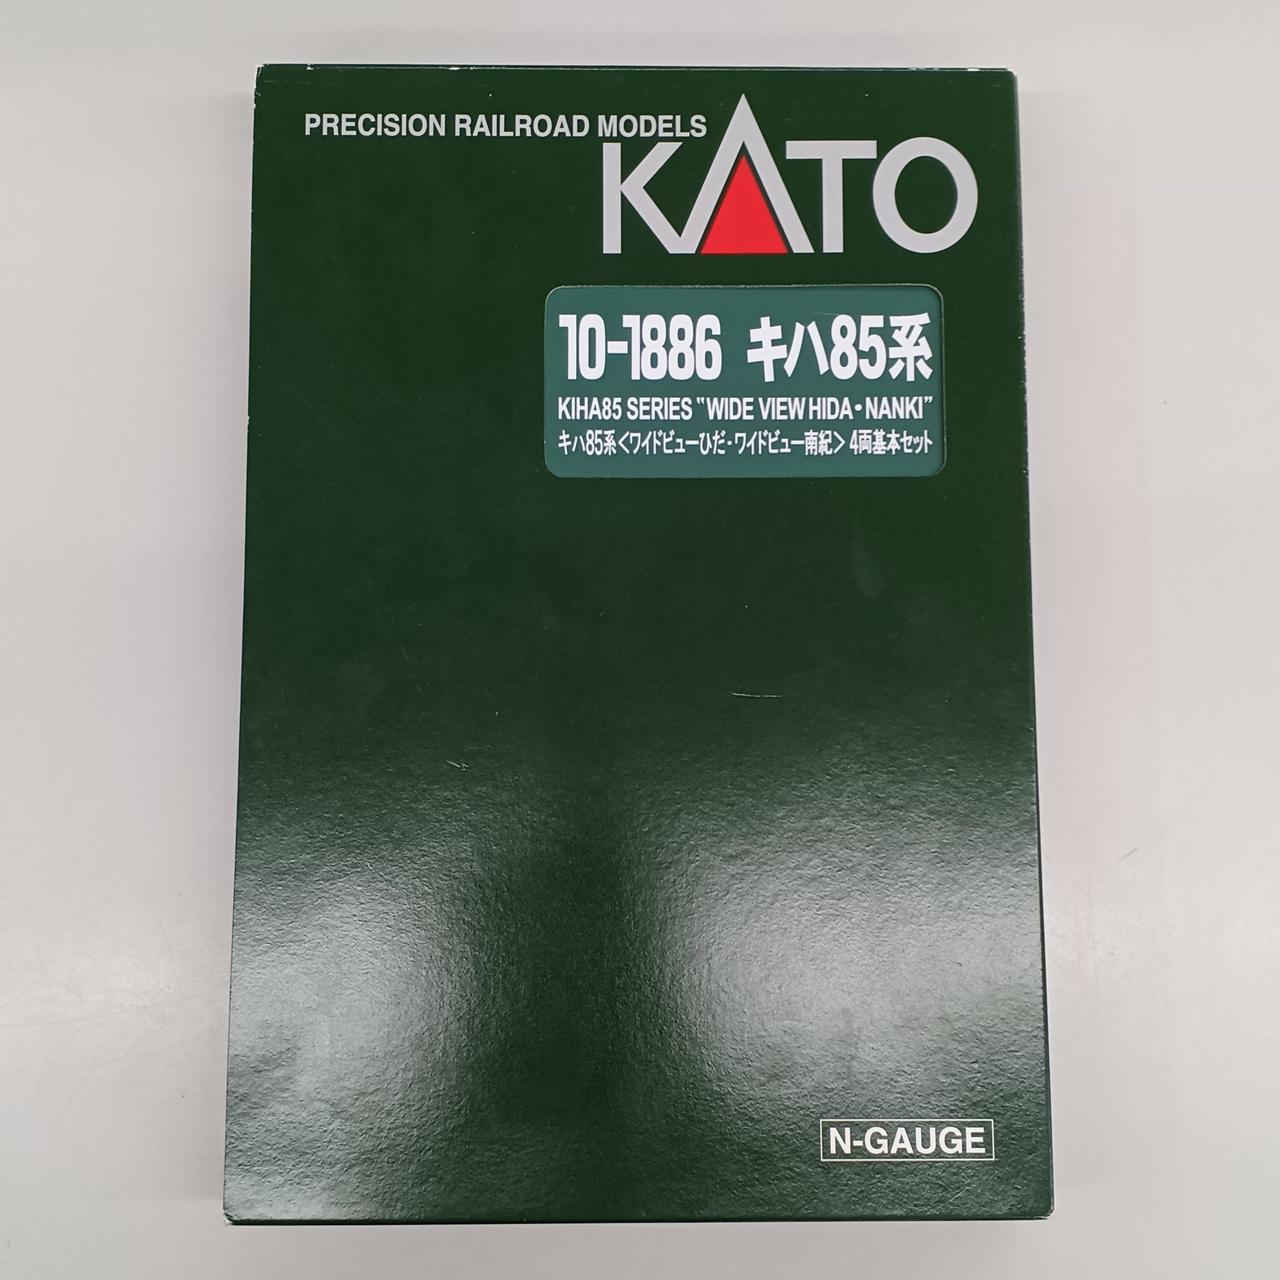 PRECISION RAILROAD MODELS
KATO
10-1886 キハ85系
KIHA85 SERIES "WIDE VIEW HIDA・NANKI"
キハ85系<ワイドビューひだ・ワイドビュー南紀>4両基本セット
N-GAUGE